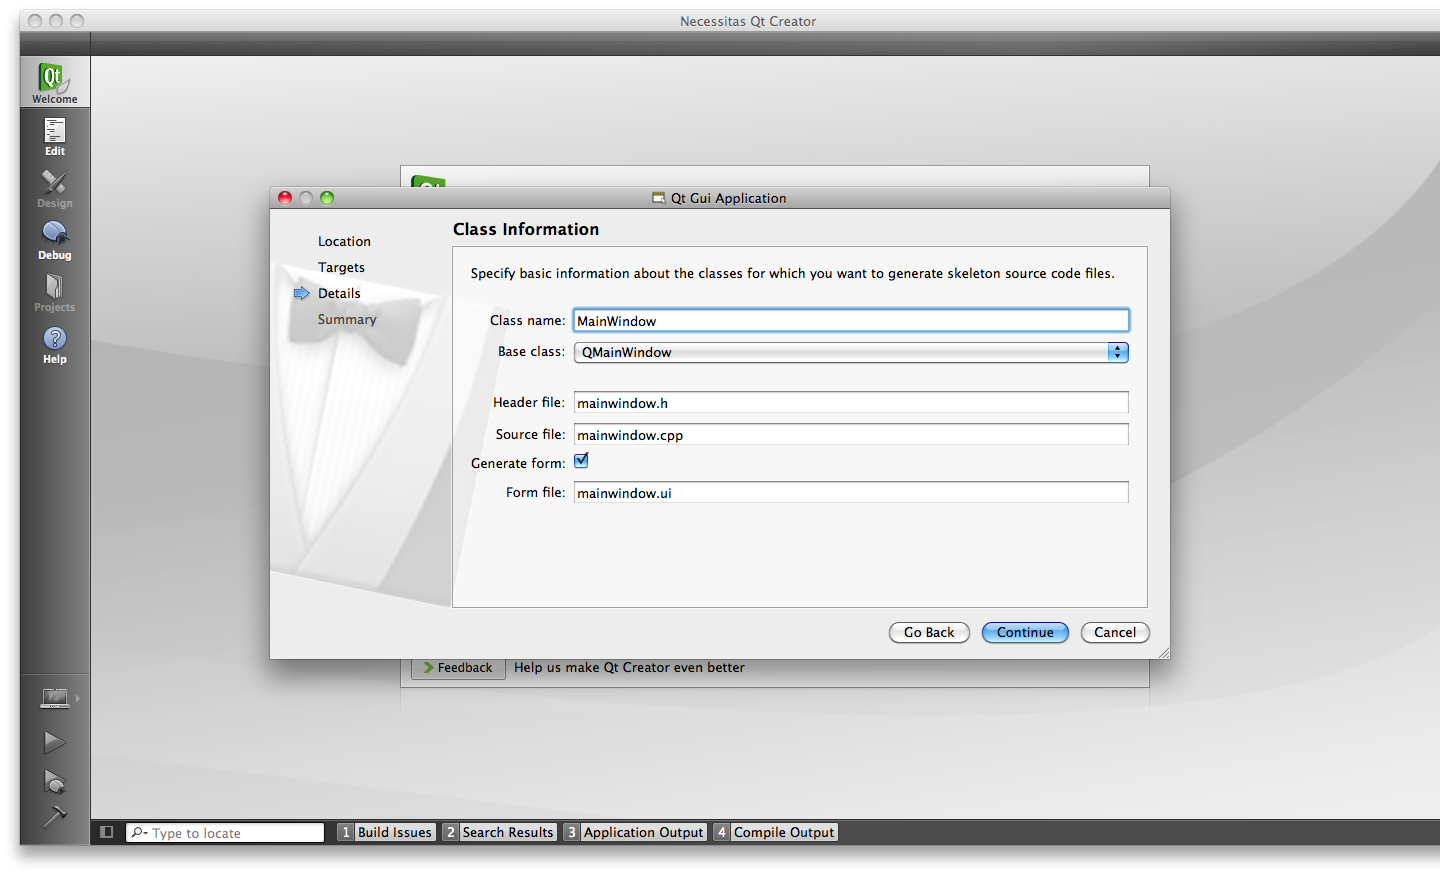 Necessitas Qt Creator
Qt
Welcome
Edit
Design
Debug
Projects
Help
Qt Gui Application
Location
Targets
Details
Summary
Class Information
Specify basic information about the classes for which you want to generate skeleton source code files.
Class name: MainWindow
Base class: QMainWindow
Header file: mainwindow.h
Source file: mainwindow.cpp
Generate form:
Form file: mainwindow.ui
Go Back Continue Cancel
Feedback Help us make Qt Creator even better
Type to locate 1 Build Issues 2 Search Results 3 Application Output 4 Compile Output